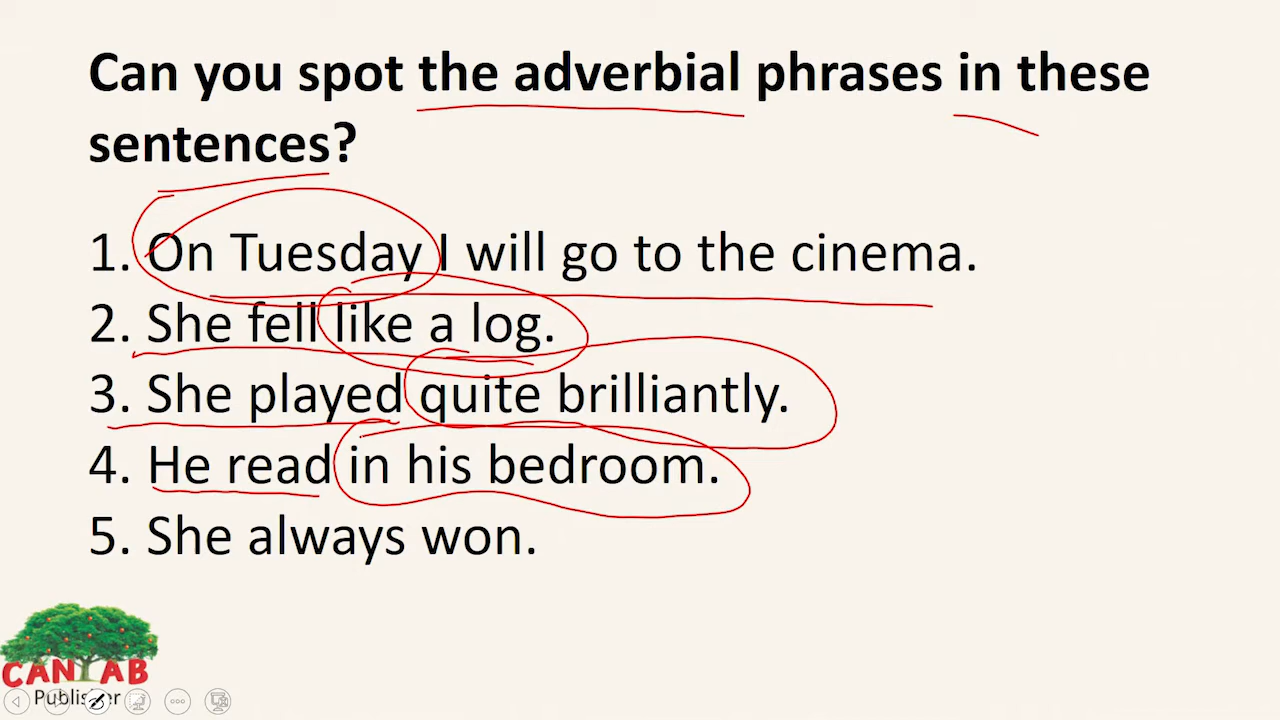 Can you spot the adverbial phrases in these
sentences?
1. On Tuesday I will go to the cinema.
2. She fell like a log.
3. She played quite brilliantly.
4. He read in his bedroom.
5. She always won.
CANTAB
Publisher